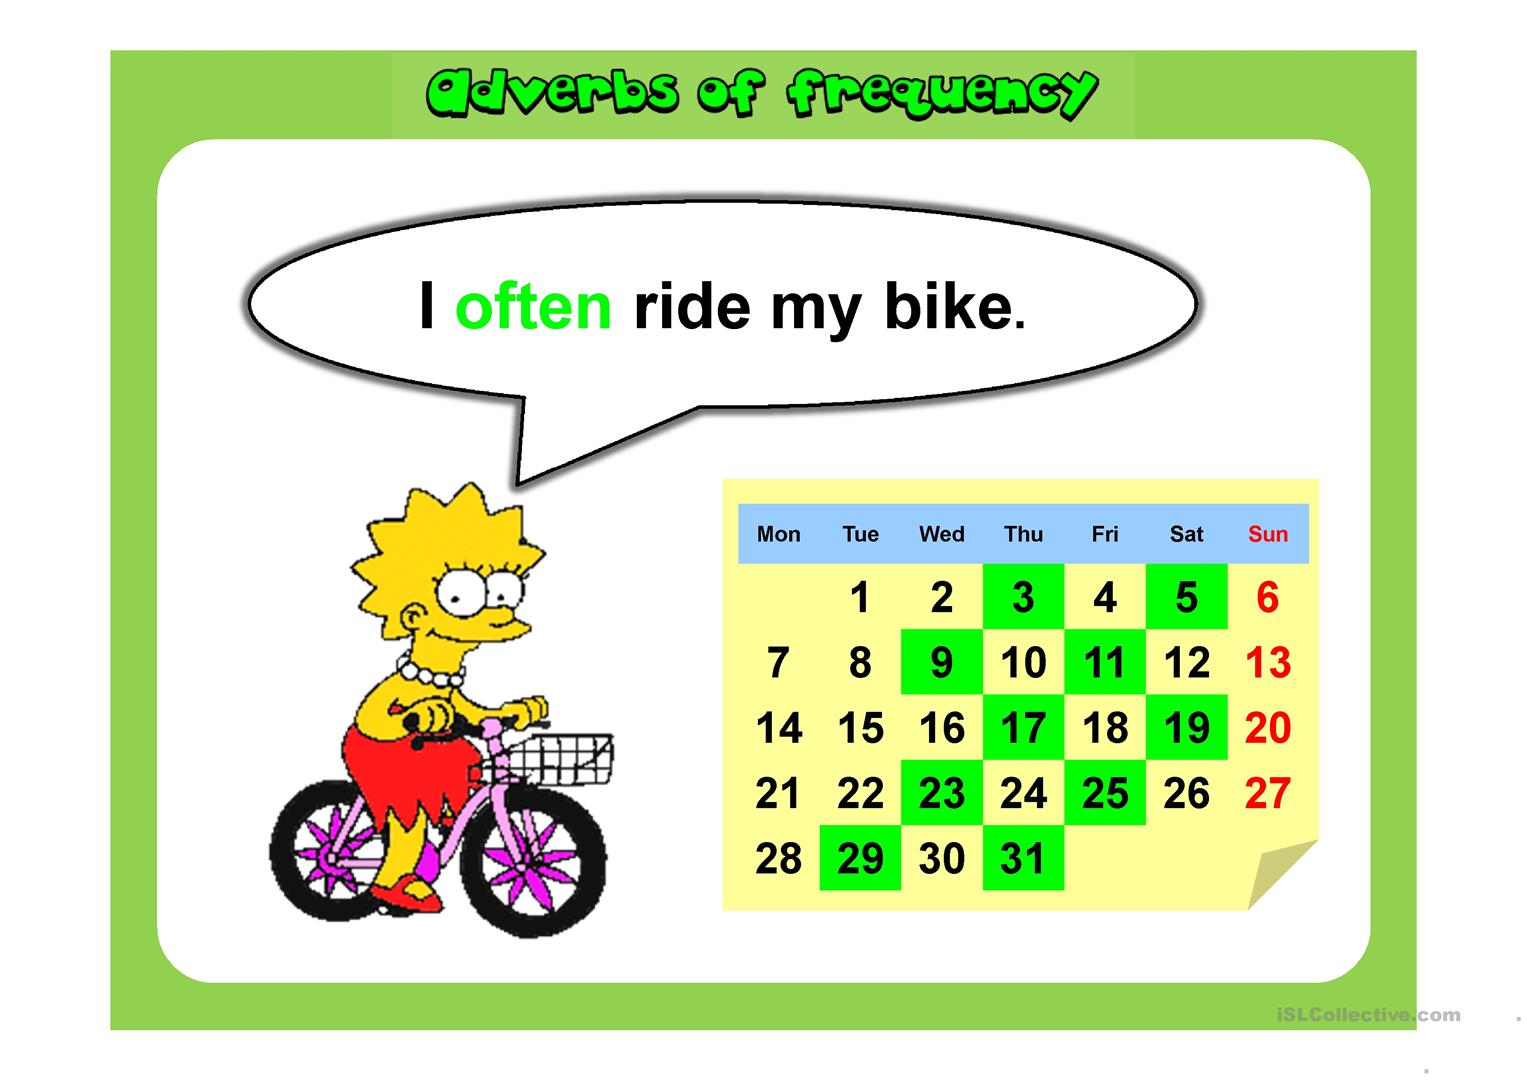 adverbs of frequency
I often ride my bike.
Mon Tue Wed Thu Fri Sat Sun
1 2 3 4 5 6
7 8 9 10 11 12 13
14 15 16 17 18 19 20
21 22 23 24 25 26 27
28 29 30 31
iSLCollective.com